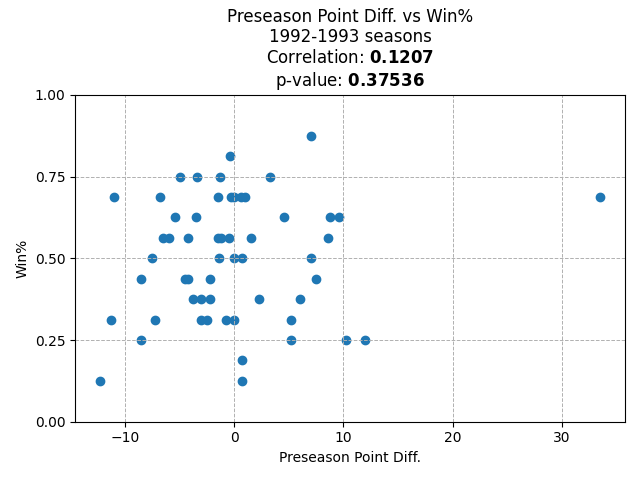 Preseason Point Diff. vs Win%
1992-1993 seasons
Correlation: 0.1207
p-value: 0.37536
1.00
0.75
0.50
0.25
0.00
Win%
−10 0 10 20 30
Preseason Point Diff.